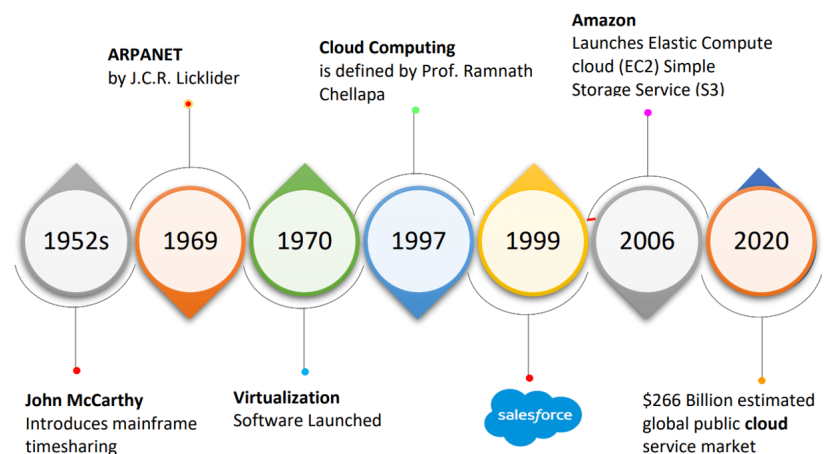 ARPANET
by J.C.R. Licklider
Cloud Computing
is defined by Prof. Ramnath
Chellapa
Amazon
Launches Elastic Compute
cloud (EC2) Simple
Storage Service (S3)
1952s
1969
1970
1997
1999
2006
2020
John McCarthy
Introduces mainframe
timesharing
Virtualization
Software Launched
salesforce
$266 Billion estimated
global public cloud
service market